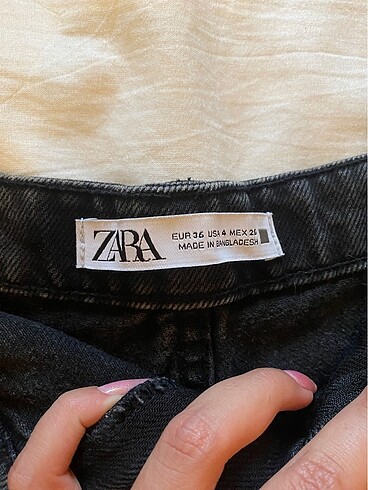 ZARA
EUR 36 USA 4 MEX 26
MADE IN BANGLADESH